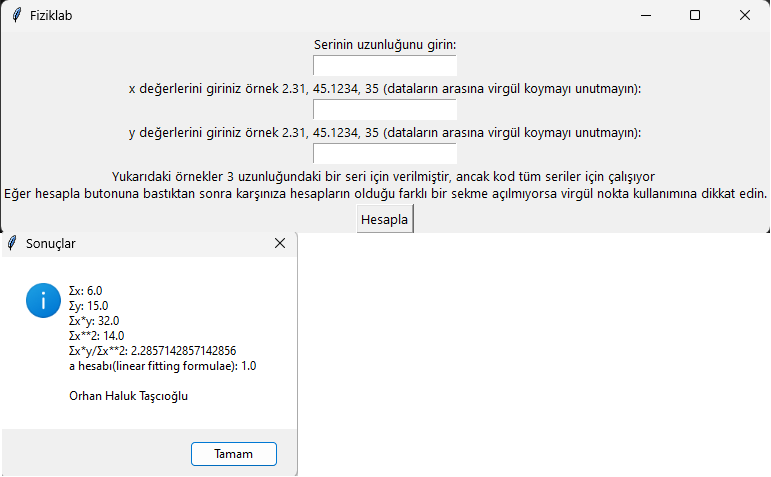 Fiziklab
Serinin uzunluğunu girin:
x değerlerini giriniz örnek 2.31, 45.1234, 35 (dataların arasına virgül koymayı unutmayın):
y değerlerini giriniz örnek 2.31, 45.1234, 35 (dataların arasına virgül koymayı unutmayın):
Yukarıdaki örnekler 3 uzunluğundaki bir seri için verilmiştir, ancak kod tüm seriler için çalışıyor
Eğer hesapla butonuna bastıktan sonra karşınıza hesapların olduğu farklı bir sekme açılmıyorsa virgül nokta kullanımına dikkat edin.
Hesapla
Sonuçlar
Σx: 6.0
Σy: 15.0
Σx*y: 32.0
Σx**2: 14.0
Σx*y/Σx**2: 2.2857142857142856
a hesabı(linear fitting formulae): 1.0
Orhan Haluk Taşcıoğlu
Tamam